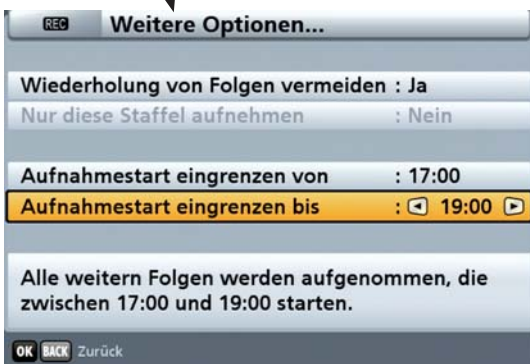 REC Weitere Optionen...
Wiederholung von Folgen vermeiden : Ja
Nur diese Staffel aufnehmen : Nein
Aufnahmestart eingrenzen von : 17:00
Aufnahmestart eingrenzen bis : 19:00
Alle weitern Folgen werden aufgenommen, die
zwischen 17:00 und 19:00 starten.
OK BACK Zurück